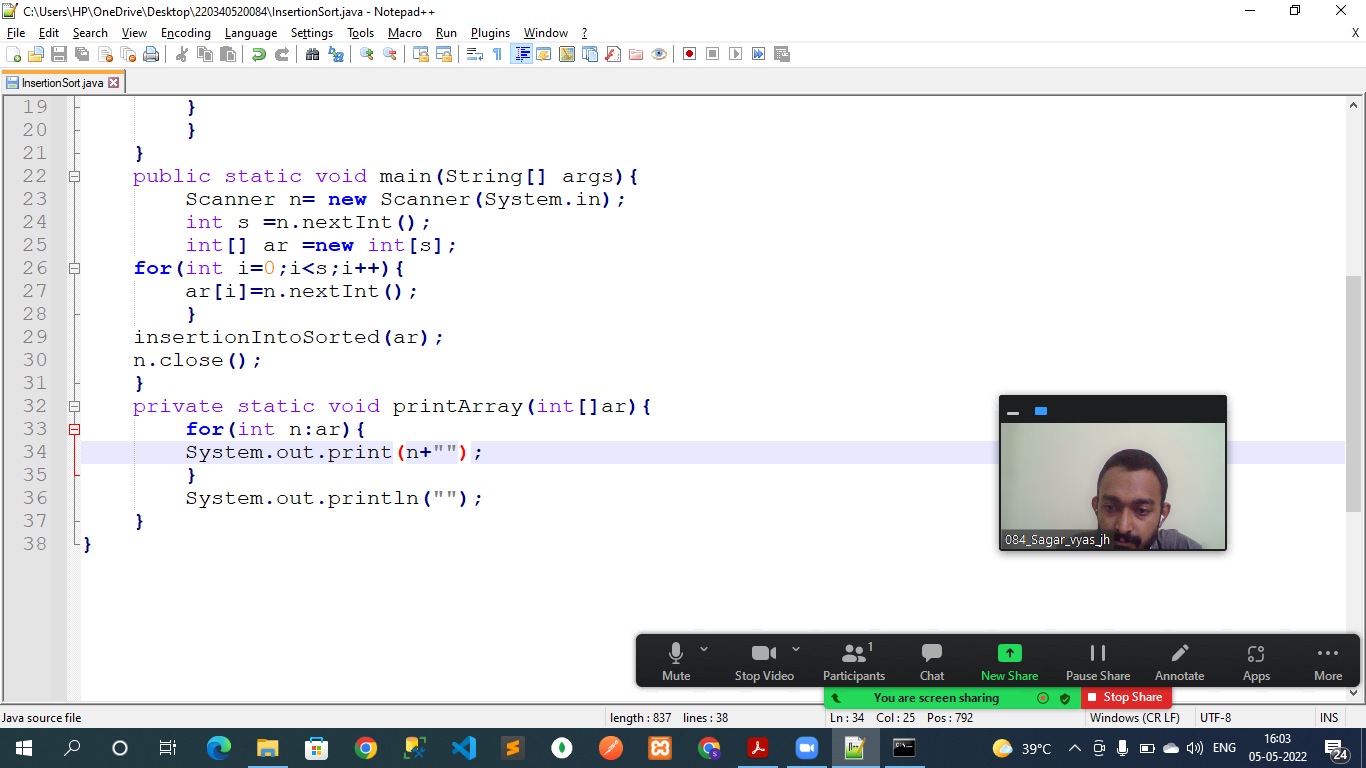 C:\Users\HP\OneDrive\Desktop\220340520084\InsertionSort.java - Notepad++
File Edit Search View Encoding Language Settings Tools Macro Run Plugins Window ? X
InsertionSort.java
19 }
20 }
21 }
22 public static void main(String[] args){
23 Scanner n= new Scanner(System.in);
24 int s =n.nextInt();
25 int[] ar =new int[s];
26 for(int i=0;i<s;i++){
27 ar[i]=n.nextInt();
28 }
29 insertionIntoSorted(ar);
30 n.close();
31 }
32 private static void printArray(int[]ar){
33 for(int n:ar){
34 System.out.print(n+"");
35 }
36 System.out.println("");
37 }
38 }
084_Sagar_vyas_jh
1
Mute Stop Video Participants Chat New Share Pause Share Annotate Apps More
You are screen sharing Stop Share
Java source file length : 837 lines : 38 Ln : 34 Col : 25 Pos : 792 Windows (CR LF) UTF-8 INS
39°C ENG 16:03
05-05-2022 24